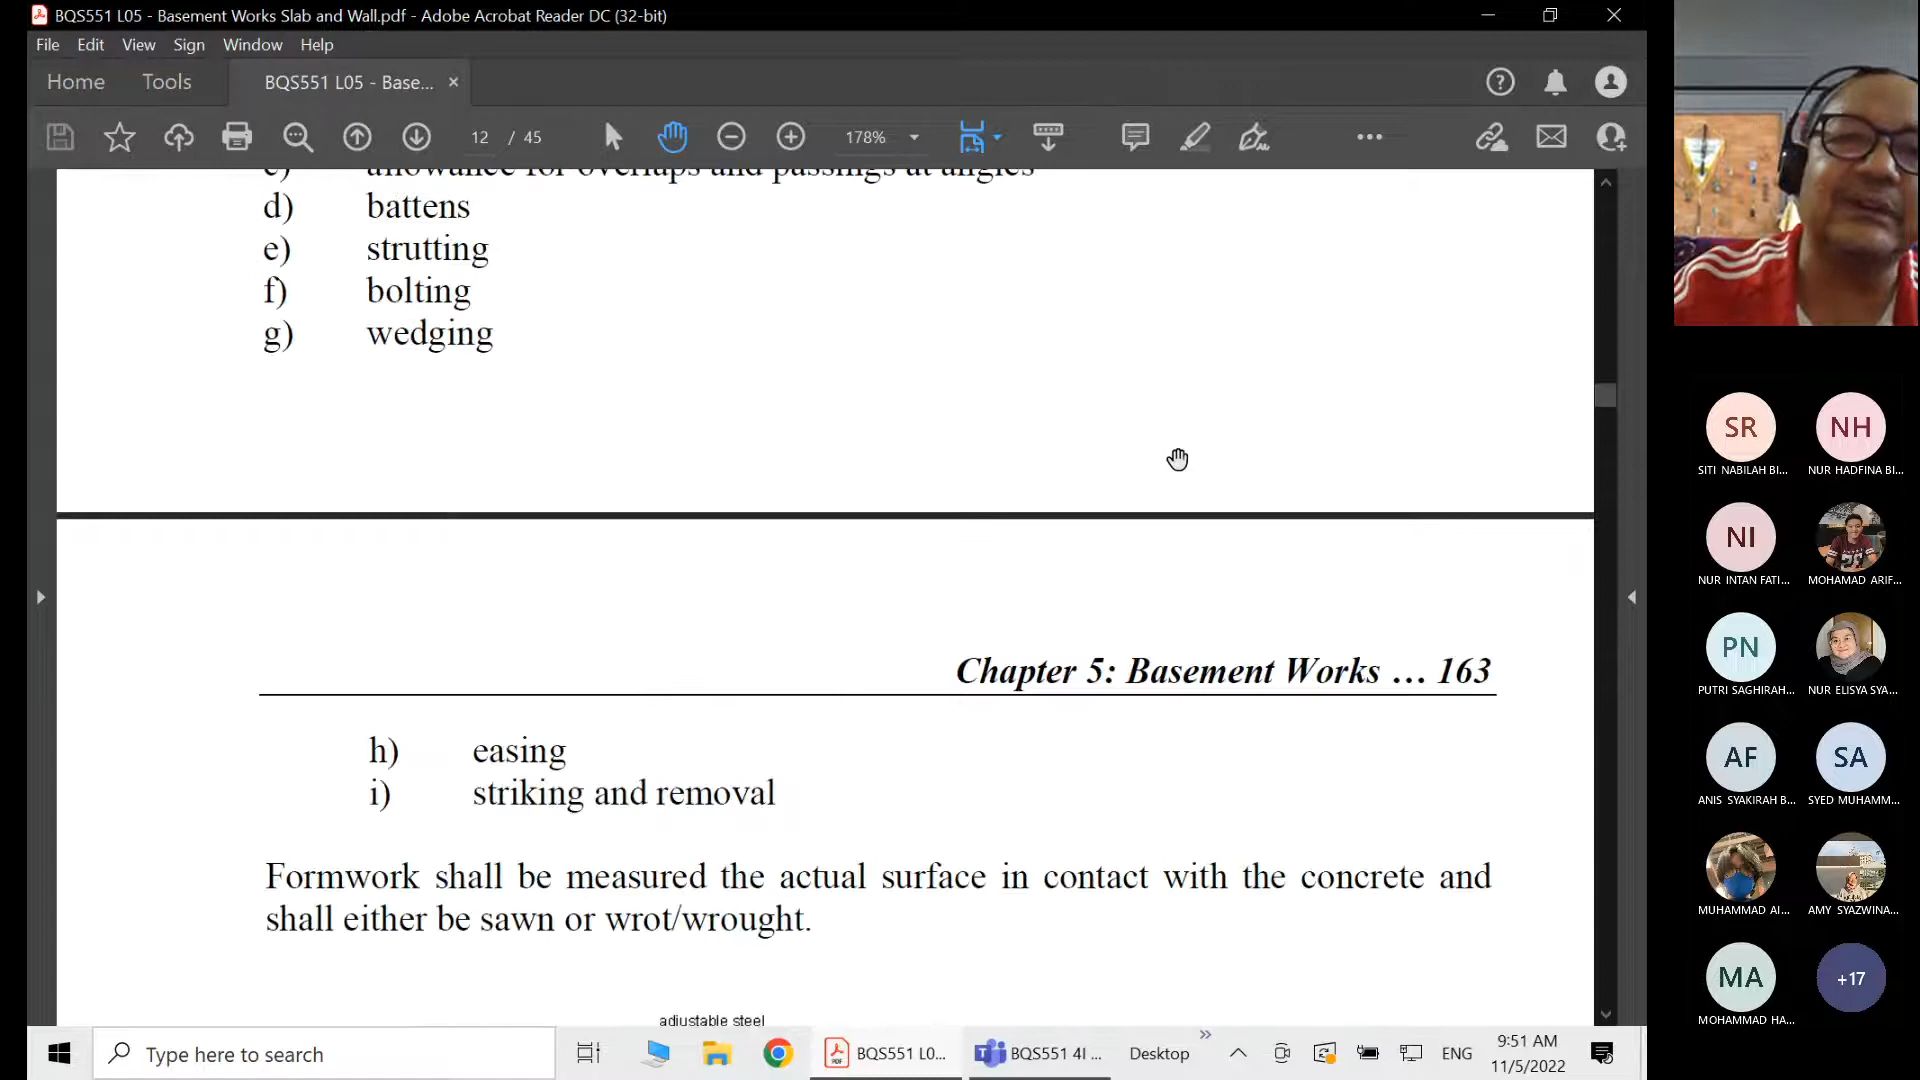 BQS551 L05 - Basement Works Slab and Wall.pdf - Adobe Acrobat Reader DC (32-bit)
File Edit View Sign Window Help
Home Tools BQS551 L05 - Base... ×
12 / 45 178%
c) allowance for overlaps and passings at angles
d) battens
e) strutting
f) bolting
g) wedging
Chapter 5: Basement Works … 163
h) easing
i) striking and removal
Formwork shall be measured the actual surface in contact with the concrete and
shall either be sawn or wrot/wrought.
adjustable steel
SR NH
SITI NABILAH BI... NUR HADFINA BI...
NI
NUR INTAN FATI... MOHAMAD ARIF...
PN
PUTRI SAGHIRAH... NUR ELISYA SYA...
AF SA
ANIS SYAKIRAH B... SYED MUHAMM...
MUHAMMAD AI... AMY SYAZWINA...
MA +17
MOHAMMAD HA...
Type here to search BQS551 L0... BQS551 4I ... Desktop ENG 9:51 AM
11/5/2022